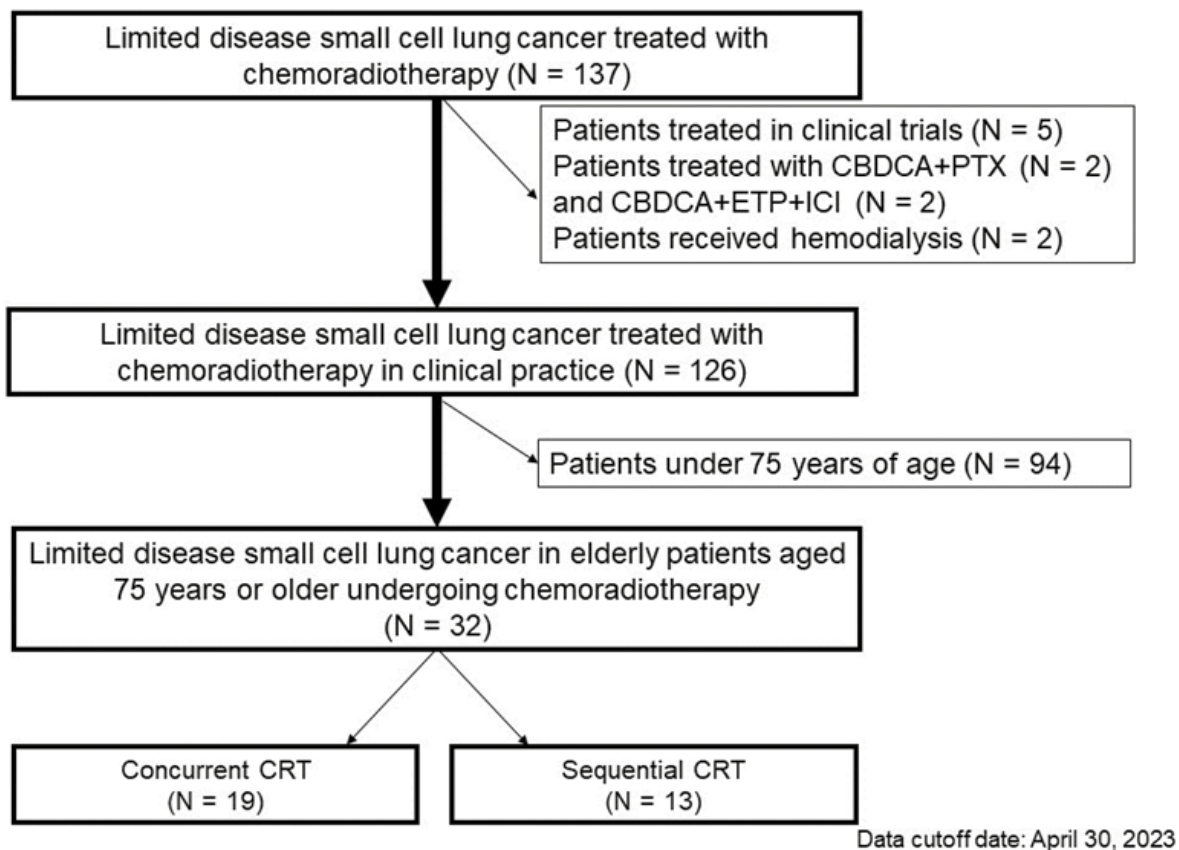 Limited disease small cell lung cancer treated with
chemoradiotherapy (N = 137)
Patients treated in clinical trials (N = 5)
Patients treated with CBDCA+PTX (N = 2)
and CBDCA+ETP+ICI (N = 2)
Patients received hemodialysis (N = 2)
Limited disease small cell lung cancer treated with
chemoradiotherapy in clinical practice (N = 126)
Patients under 75 years of age (N = 94)
Limited disease small cell lung cancer in elderly patients aged
75 years or older undergoing chemoradiotherapy
(N = 32)
Concurrent CRT
(N = 19)
Sequential CRT
(N = 13)
Data cutoff date: April 30, 2023